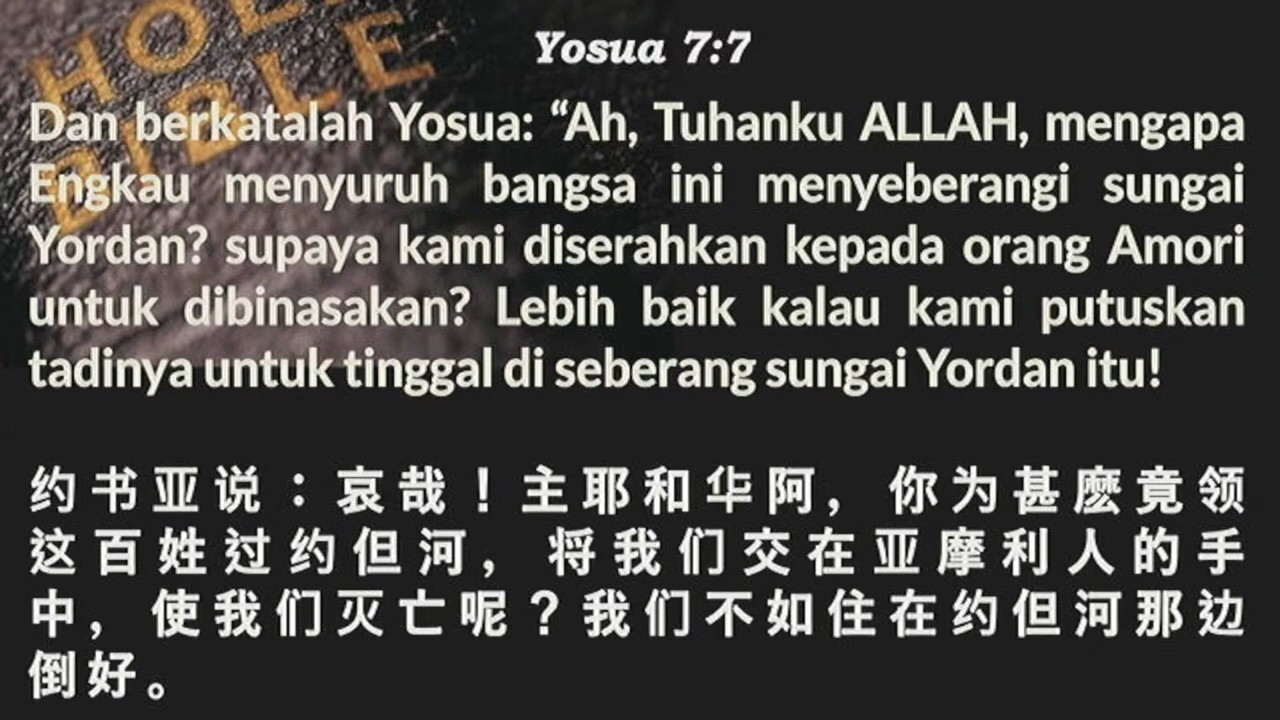 HOLY
BIBLE
Yosua 7:7
Dan berkatalah Yosua: “Ah, Tuhanku ALLAH, mengapa
Engkau menyuruh bangsa ini menyeberangi sungai
Yordan? supaya kami diserahkan kepada orang Amori
untuk dibinasakan? Lebih baik kalau kami putuskan
tadinya untuk tinggal di seberang sungai Yordan itu!
约书亚说：哀哉！主耶和华阿，你为甚麽竟领
这百姓过约但河，将我们交在亚摩利人的手
中，使我们灭亡呢？我们不如住在约但河那边
倒好。